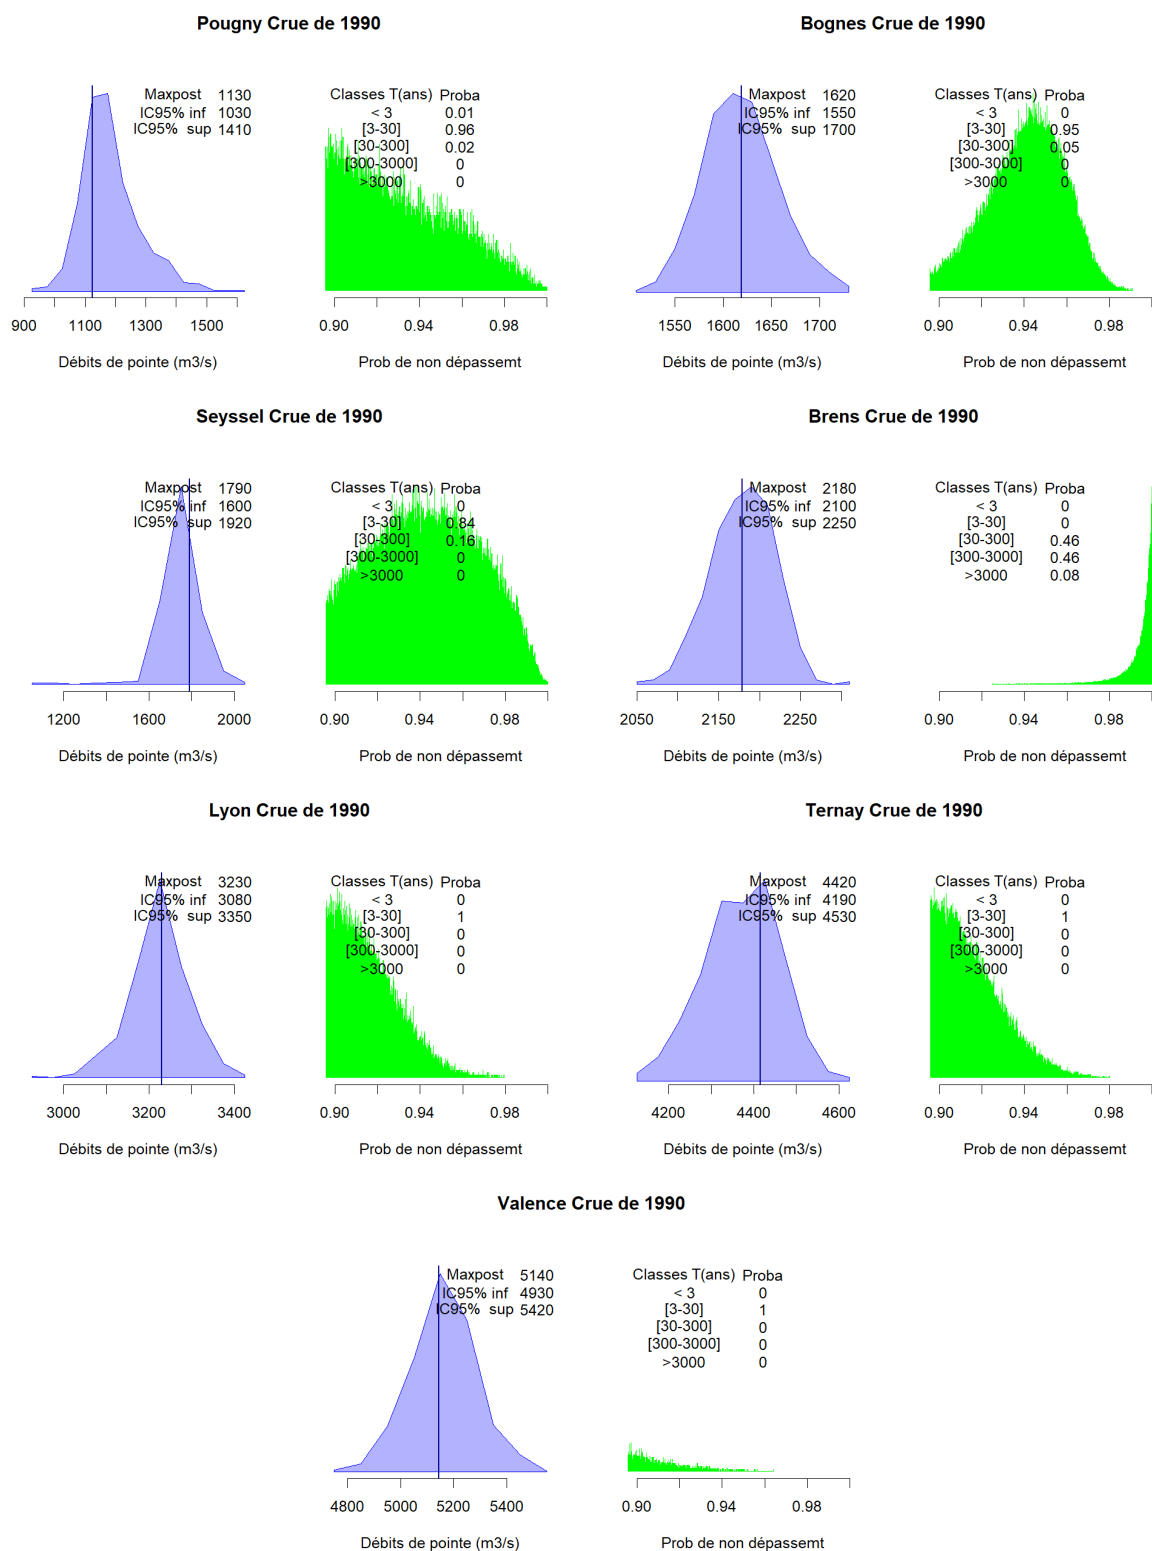 Pougny Crue de 1990
Maxpost 1130
IC95% inf 1030
IC95% sup 1410
900 1100 1300 1500
Débits de pointe (m3/s)
Classes T(ans) Proba
< 3 0.01
[3-30] 0.96
[30-300] 0.02
[300-3000] 0
>3000 0
0.90 0.94 0.98
Prob de non dépassemt
Bognes Crue de 1990
Maxpost 1620
IC95% inf 1550
IC95% sup 1700
1550 1600 1650 1700
Débits de pointe (m3/s)
Classes T(ans) Proba
< 3 0
[3-30] 0.95
[30-300] 0.05
[300-3000] 0
>3000 0
0.90 0.94 0.98
Prob de non dépassemt
Seyssel Crue de 1990
Maxpost 1790
IC95% inf 1600
IC95% sup 1920
1200 1600 2000
Débits de pointe (m3/s)
Classes T(ans) Proba
< 3 0
[3-30] 0.84
[30-300] 0.16
[300-3000] 0
>3000 0
0.90 0.94 0.98
Prob de non dépassemt
Brens Crue de 1990
Maxpost 2180
IC95% inf 2100
IC95% sup 2250
2050 2150 2250
Débits de pointe (m3/s)
Classes T(ans) Proba
< 3 0
[3-30] 0
[30-300] 0.46
[300-3000] 0.46
>3000 0.08
0.90 0.94 0.98
Prob de non dépassemt
Lyon Crue de 1990
Maxpost 3230
IC95% inf 3080
IC95% sup 3350
3000 3200 3400
Débits de pointe (m3/s)
Classes T(ans) Proba
< 3 0
[3-30] 1
[30-300] 0
[300-3000] 0
>3000 0
0.90 0.94 0.98
Prob de non dépassemt
Ternay Crue de 1990
Maxpost 4420
IC95% inf 4190
IC95% sup 4530
4200 4400 4600
Débits de pointe (m3/s)
Classes T(ans) Proba
< 3 0
[3-30] 1
[30-300] 0
[300-3000] 0
>3000 0
0.90 0.94 0.98
Prob de non dépassemt
Valence Crue de 1990
Maxpost 5140
IC95% inf 4930
IC95% sup 5420
4800 5000 5200 5400
Débits de pointe (m3/s)
Classes T(ans) Proba
< 3 0
[3-30] 1
[30-300] 0
[300-3000] 0
>3000 0
0.90 0.94 0.98
Prob de non dépassemt